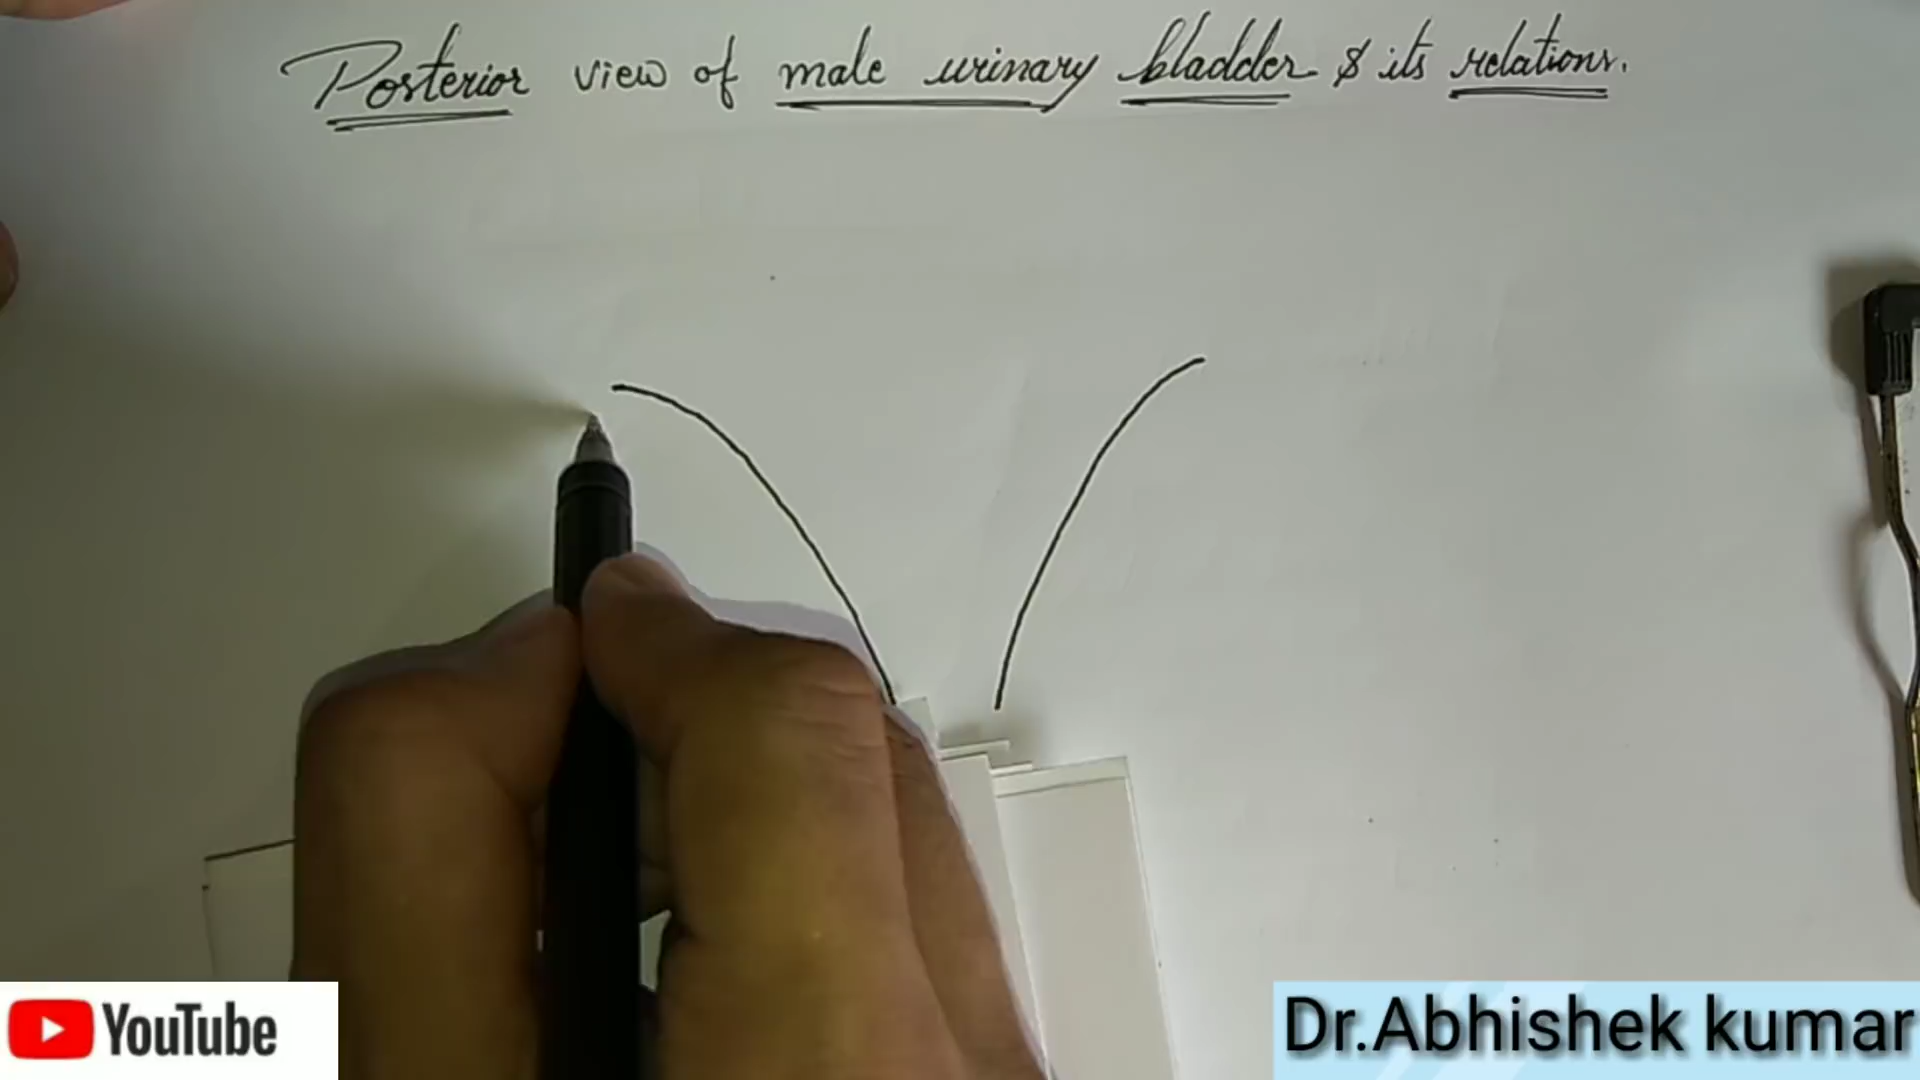 Posterior view of male urinary bladder & its relations.
YouTube
Dr.Abhishek kumar